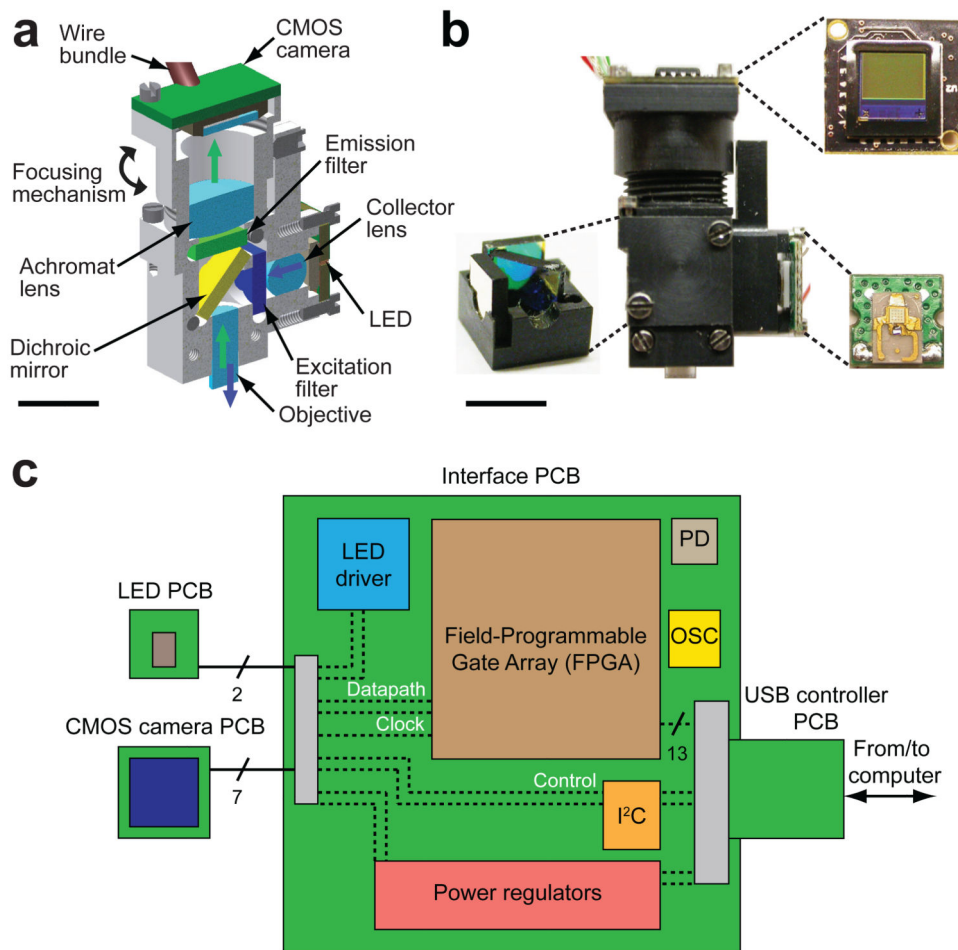 a
Wire
bundle
CMOS
camera
Focusing
mechanism
Emission
filter
Collector
lens
Achromat
lens
LED
Dichroic
mirror
Excitation
filter
Objective
b
c
Interface PCB
LED
driver
PD
LED PCB
Field-Programmable
Gate Array (FPGA)
OSC
2
Datapath
USB controller
PCB
Clock
CMOS camera PCB
13
From/to
computer
Control
7
I²C
Power regulators